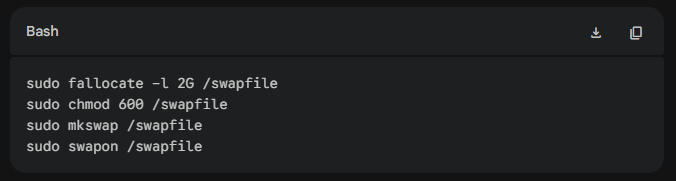 Bash
sudo fallocate -l 2G /swapfile
sudo chmod 600 /swapfile
sudo mkswap /swapfile
sudo swapon /swapfile